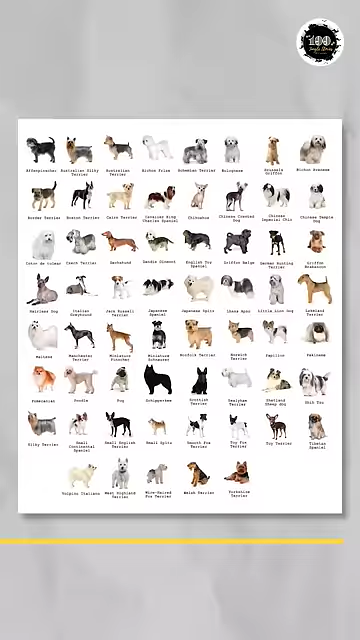 100
Jungle Series
Affenpinscher Australian Silky Australian Bichon Frise Bohemian Terrier Bolognese Brussels Bichon Havanese
Terrier Terrier Griffon
Border Terrier Boston Terrier Cairn Terrier Cavalier King Chihuahua Chinese Crested Chinese Chinese Temple
Charles Spaniel Dog Imperial Chin Dog
Coton de Tulear Czech Terrier Dachshund Dandie Dinmont English Toy Griffon Belge German Hunting Griffon
Spaniel Terrier Brabancon
Hairless Dog Italian Jack Russell Japanese Japanese Spitz Lhasa Apso Little Lion Dog Lakeland
Greyhound Terrier Spaniel Terrier
Maltese Manchester Miniature Miniature Norfolk Terrier Norwich Papillon Pekinese
Terrier Pinscher Schnauzer Terrier
Pomeranian Poodle Pug Schipperke Scottish Sealyham Shetland Shih Tzu
Terrier Terrier Sheep dog
Silky Terrier Small Small English Small Spitz Smooth Fox Toy Fox Toy Terrier Tibetan
Continental Terrier Terrier Terrier Spaniel
Spaniel
Volpino Italiano West Highland Wire-Haired Welsh Terrier Yorkshire
Terrier Fox Terrier Terrier